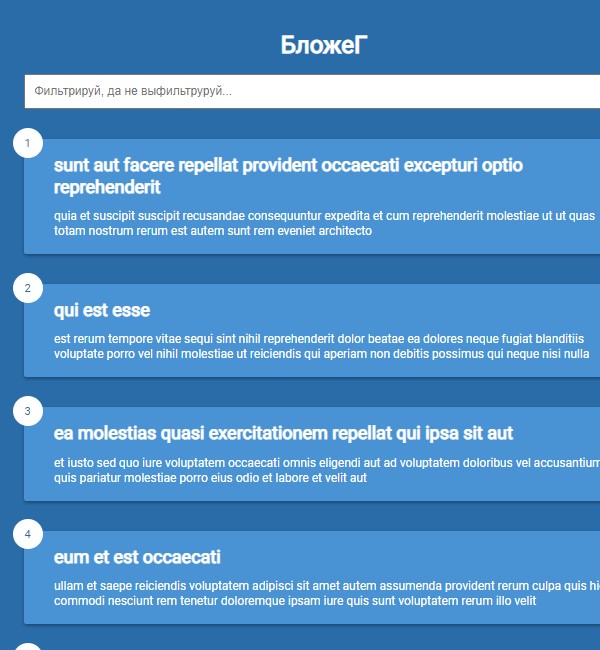 БложеГ
Фильтрируй, да не выфильтруруй...
1
sunt aut facere repellat provident occaecati excepturi optio
reprehenderit
quia et suscipit suscipit recusandae consequuntur expedita et cum reprehenderit molestiae ut ut quas
totam nostrum rerum est autem sunt rem eveniet architecto
2
qui est esse
est rerum tempore vitae sequi sint nihil reprehenderit dolor beatae ea dolores neque fugiat blanditiis
voluptate porro vel nihil molestiae ut reiciendis qui aperiam non debitis possimus qui neque nisi nulla
3
ea molestias quasi exercitationem repellat qui ipsa sit aut
et iusto sed quo iure voluptatem occaecati omnis eligendi aut ad voluptatem doloribus vel accusantium
quis pariatur molestiae porro eius odio et labore et velit aut
4
eum et est occaecati
ullam et saepe reiciendis voluptatem adipisci sit amet autem assumenda provident rerum culpa quis
commodi nesciunt rem tenetur doloremque ipsam iure quis sunt voluptatem rerum illo velit